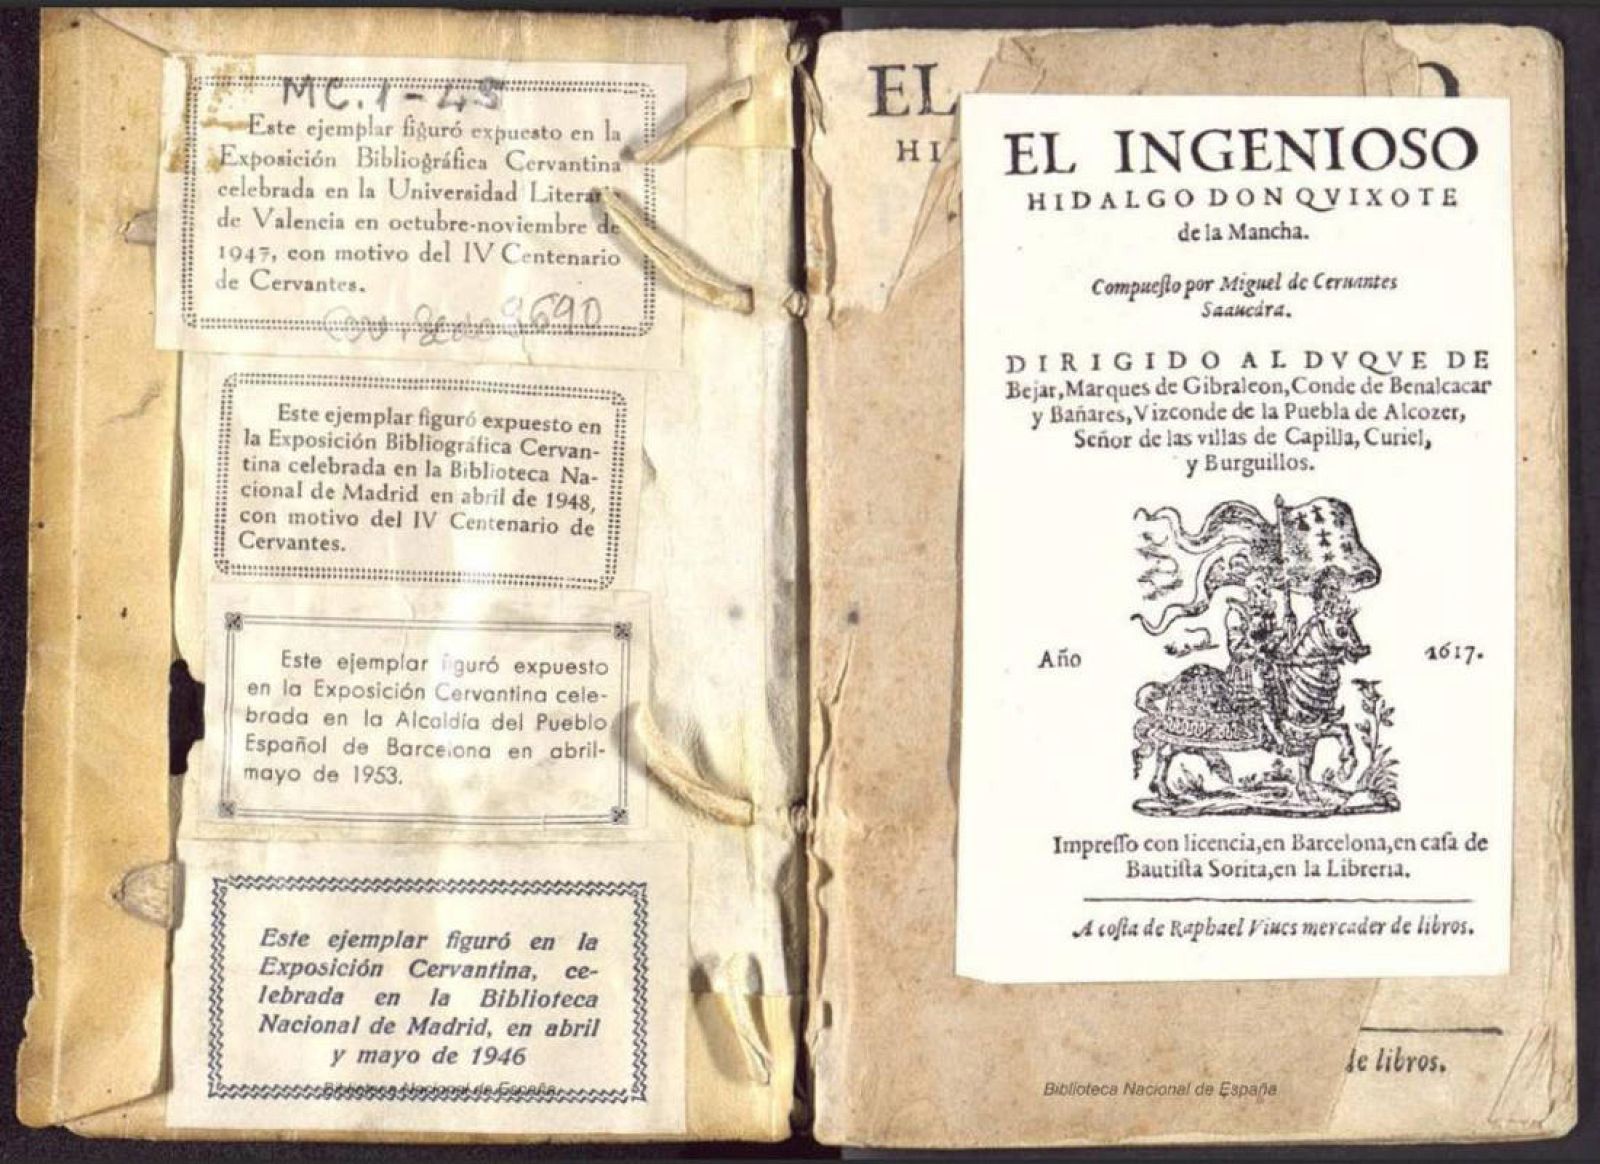 MC.1-45
Este ejemplar figuró expuesto en la
Exposición Bibliográfica Cervantina
celebrada en la Universidad Literaria
de Valencia en octubre-noviembre de
1947, con motivo del IV Centenario
de Cervantes.
9690
Este ejemplar figuró expuesto en
la Exposición Bibliográfica Cervan-
tina celebrada en la Biblioteca Na-
cional de Madrid en abril de 1948,
con motivo del IV Centenario de
Cervantes.
Este ejemplar figuró expuesto
en la Exposición Cervantina cele-
brada en la Alcaldía del Pueblo
Español de Barcelona en abril-
mayo de 1953.
Este ejemplar figuró en la
Exposición Cervantina, ce-
lebrada en la Biblioteca
Nacional de Madrid, en abril
y mayo de 1946
Biblioteca Nacional de España
EL O
HI
EL INGENIOSO
HIDALGO DON QVIXOTE
de la Mancha.
Compuesto por Miguel de Ceruantes
Saauedra.
DIRIGIDO AL DVQVE DE
Bejar, Marques de Gibraleon, Conde de Benalcacar
y Bañares, Vizconde de la Puebla de Alcozer,
Señor de las villas de Capilla, Curiel,
y Burguillos.
Año 1617.
Impresso con licencia, en Barcelona, en casa de
Bautista Sorita, en la Libreria.
A costa de Raphael Viues mercader de libros.
de libros.
Biblioteca Nacional de España